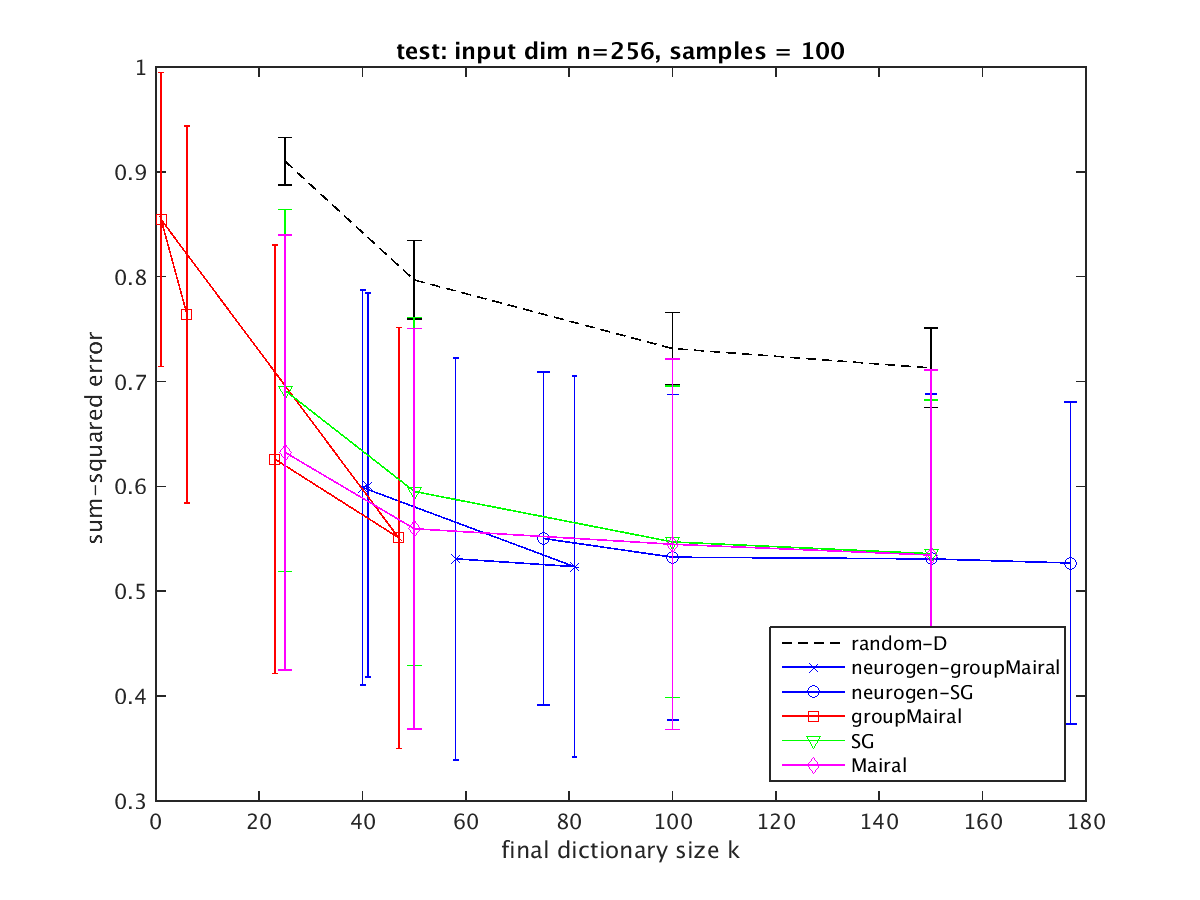 test: input dim n=256, samples = 100
1
0.9
0.8
0.7
0.6
0.5
0.4
0.3
sum-squared error
0 20 40 60 80 100 120 140 160 180
final dictionary size k
random-D
neurogen-groupMairal
neurogen-SG
groupMairal
SG
Mairal